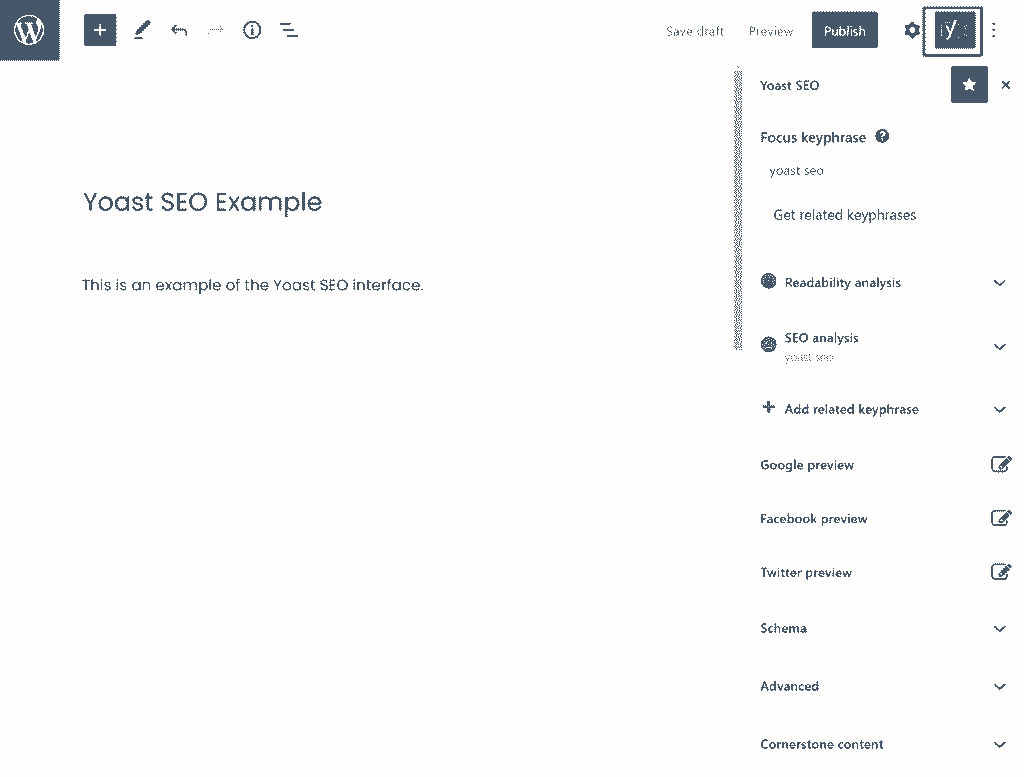 Save draft
Preview
Publish
Yoast SEO
Focus keyphrase
yoast seo
Get related keyphrases
Yoast SEO Example
This is an example of the Yoast SEO interface.
Readability analysis
SEO analysis
yoast seo
Add related keyphrase
Google preview
Facebook preview
Twitter preview
Schema
Advanced
Cornerstone content